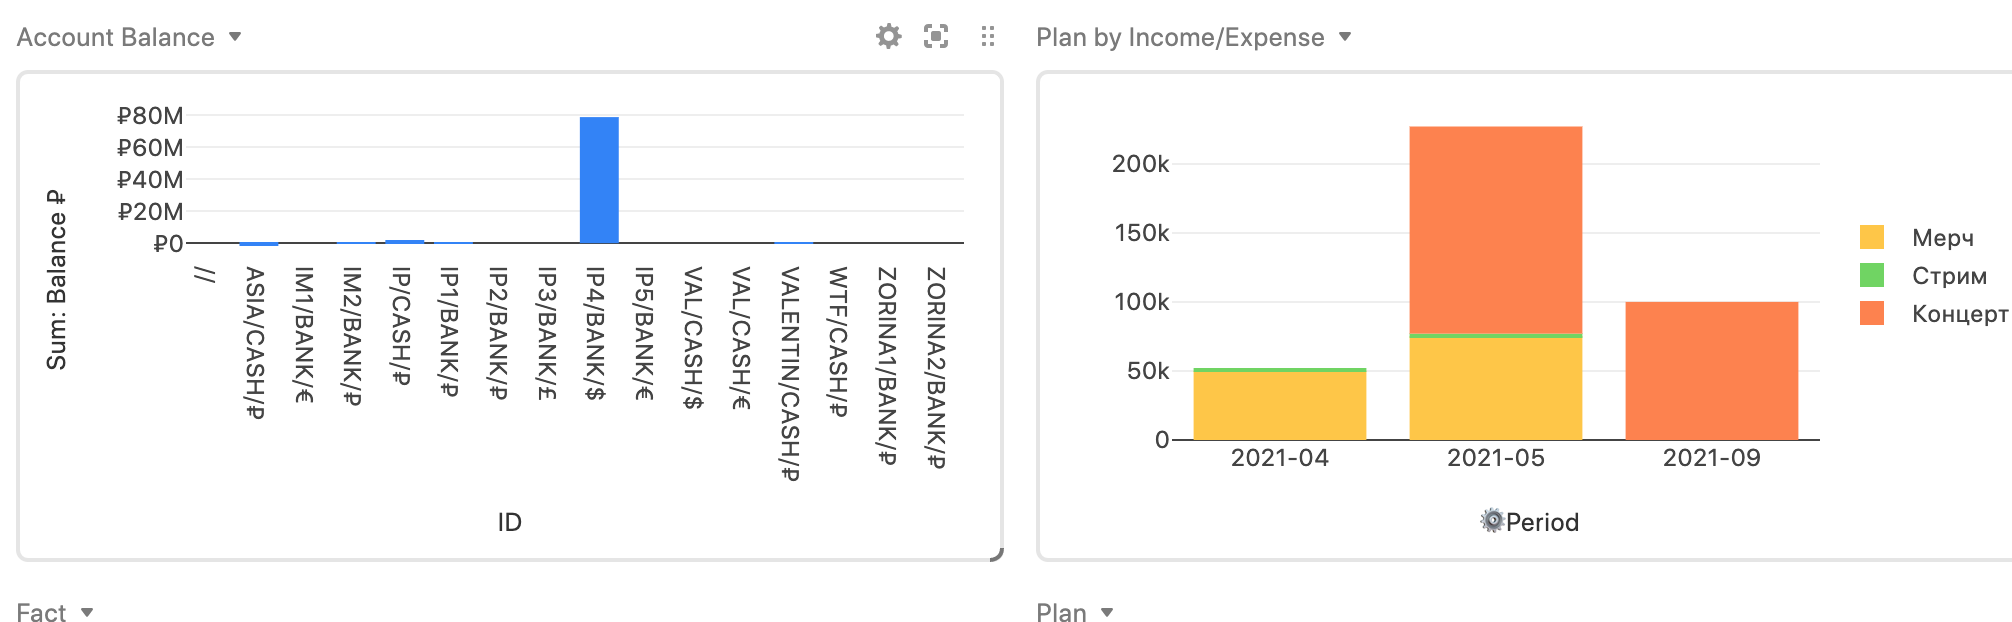 Account Balance
Sum: Balance ₽
₽80M
₽60M
₽40M
₽20M
₽0
//
ASIA/CASH/₽
IM1/BANK/€
IM2/BANK/₽
IP/CASH/₽
IP1/BANK/₽
IP2/BANK/₽
IP3/BANK/£
IP4/BANK/$
IP5/BANK/€
VAL/CASH/$
VAL/CASH/€
VALENTIN/CASH/₽
WTF/CASH/₽
ZORINA1/BANK/₽
ZORINA2/BANK/₽
ID
Plan by Income/Expense
200k
150k
100k
50k
0
2021-04 2021-05 2021-09
Period
Мерч
Стрим
Концерт
Fact
Plan